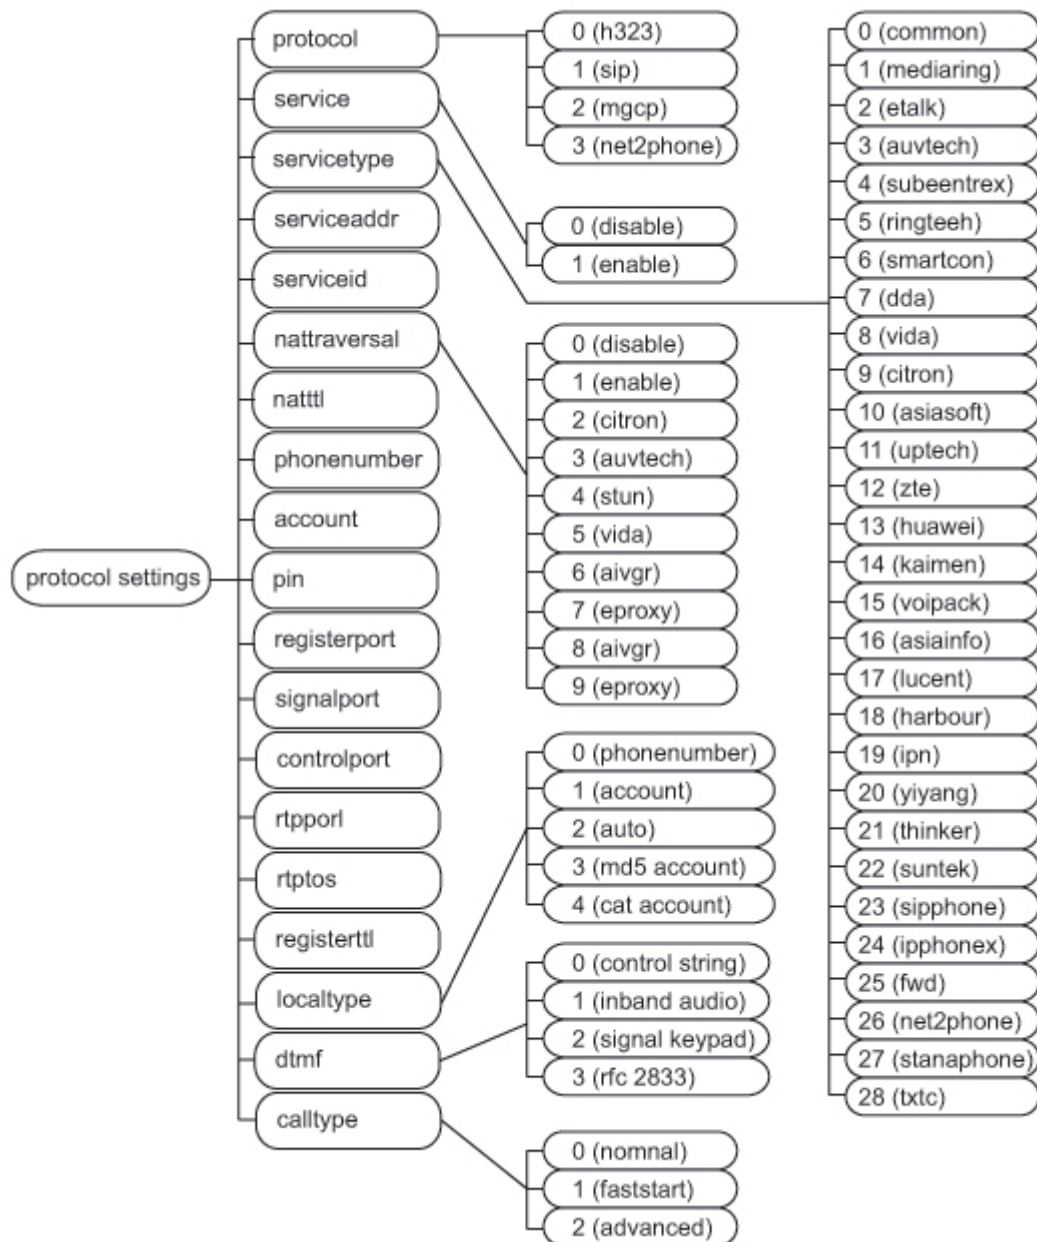 protocol settings
protocol
service
servicetype
serviceaddr
serviceid
nattraversal
natttl
phonenumber
account
pin
registerport
signalport
controlport
rtpporl
rtptos
registerttl
localtype
dtmf
calltype
0 (h323)
1 (sip)
2 (mgcp)
3 (net2phone)
0 (disable)
1 (enable)
0 (disable)
1 (enable)
2 (citron)
3 (auvtech)
4 (stun)
5 (vida)
6 (aivgr)
7 (eproxy)
8 (aivgr)
9 (eproxy)
0 (phonenumber)
1 (account)
2 (auto)
3 (md5 account)
4 (cat account)
0 (control string)
1 (inband audio)
2 (signal keypad)
3 (rfc 2833)
0 (nomnal)
1 (faststart)
2 (advanced)
0 (common)
1 (mediaring)
2 (etalk)
3 (auvtech)
4 (subeentrex)
5 (ringteeh)
6 (smartcon)
7 (dda)
8 (vida)
9 (citron)
10 (asiasoft)
11 (uptech)
12 (zte)
13 (huawei)
14 (kaimen)
15 (voipack)
16 (asiainfo)
17 (lucent)
18 (harbour)
19 (ipn)
20 (yiyang)
21 (thinker)
22 (suntek)
23 (sipphone)
24 (ipphonex)
25 (fwd)
26 (net2phone)
27 (stanaphone)
28 (txtc)